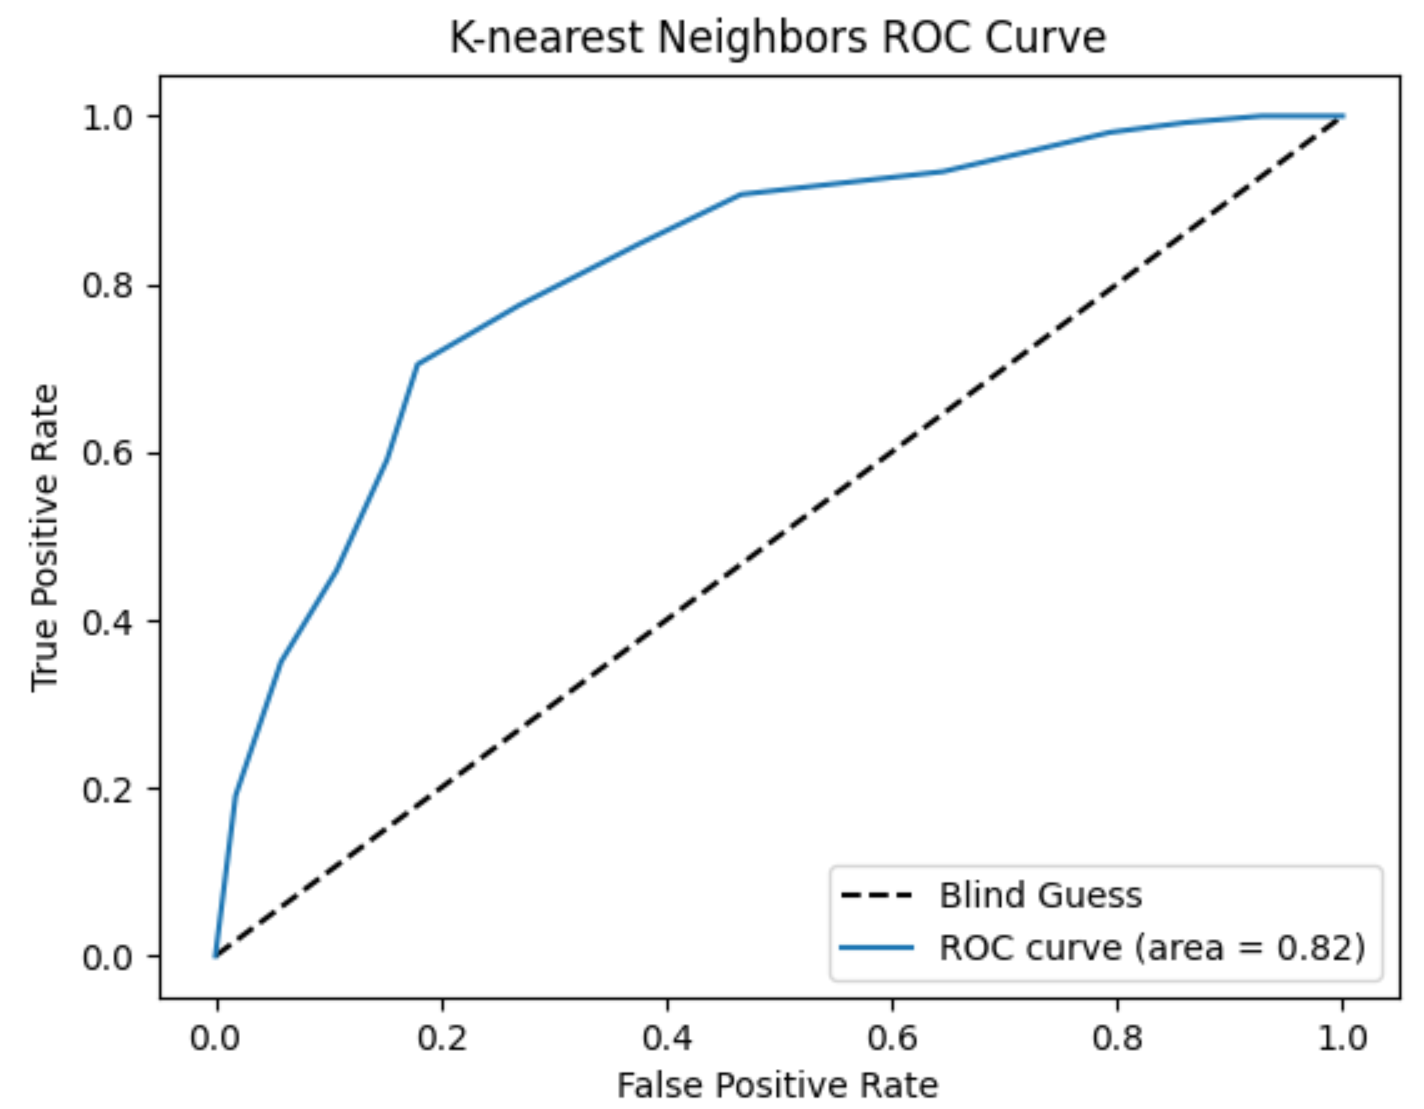 K-nearest Neighbors ROC Curve
1.0
0.8
0.6
0.4
0.2
0.0
True Positive Rate
Blind Guess
ROC curve (area = 0.82)
0.0 0.2 0.4 0.6 0.8 1.0
False Positive Rate